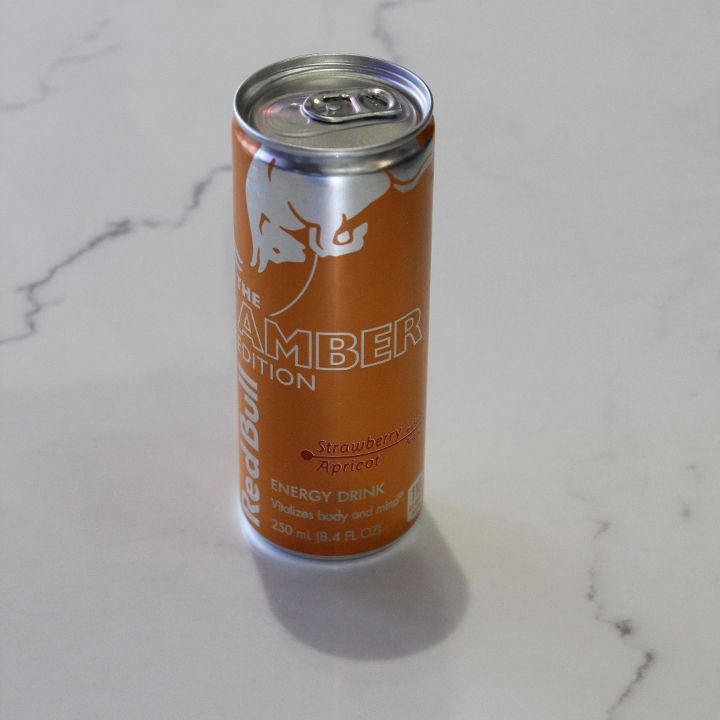 THE
AMBER
EDITION
Red Bull
Strawberry
Apricot
ENERGY DRINK
Vitalizes body and mind®
250 mL (8.4 FL OZ)